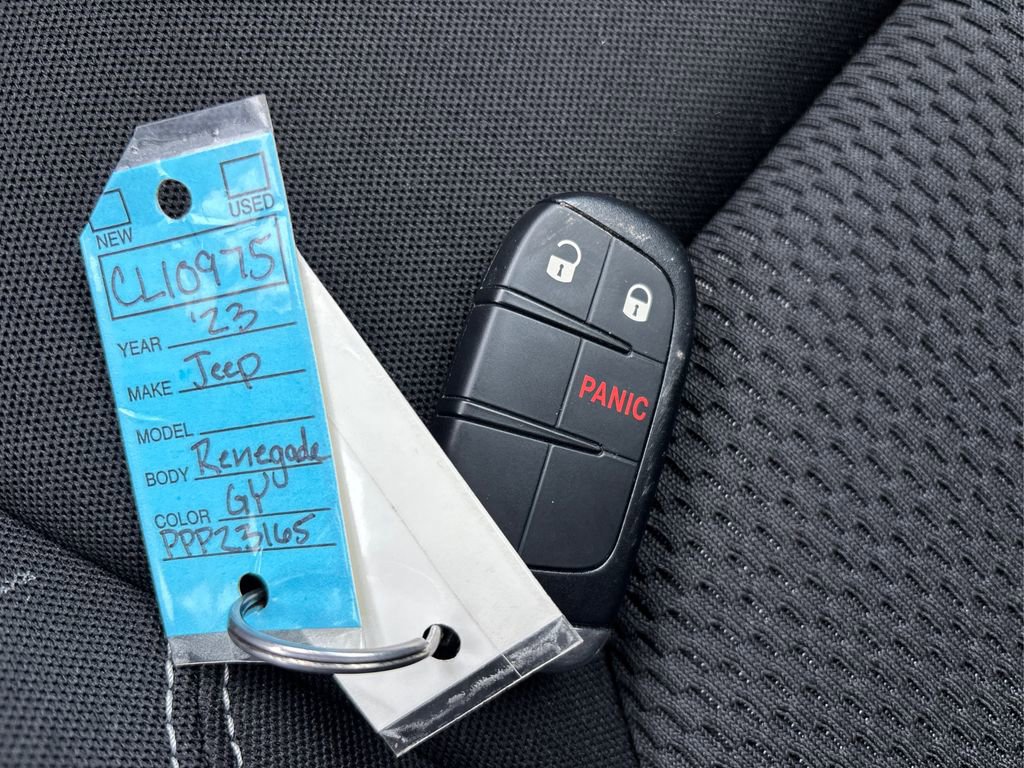 NEW USED
CL10975
YEAR '23
MAKE Jeep
MODEL
BODY Renegade
COLOR GY
PPP23165
PANIC